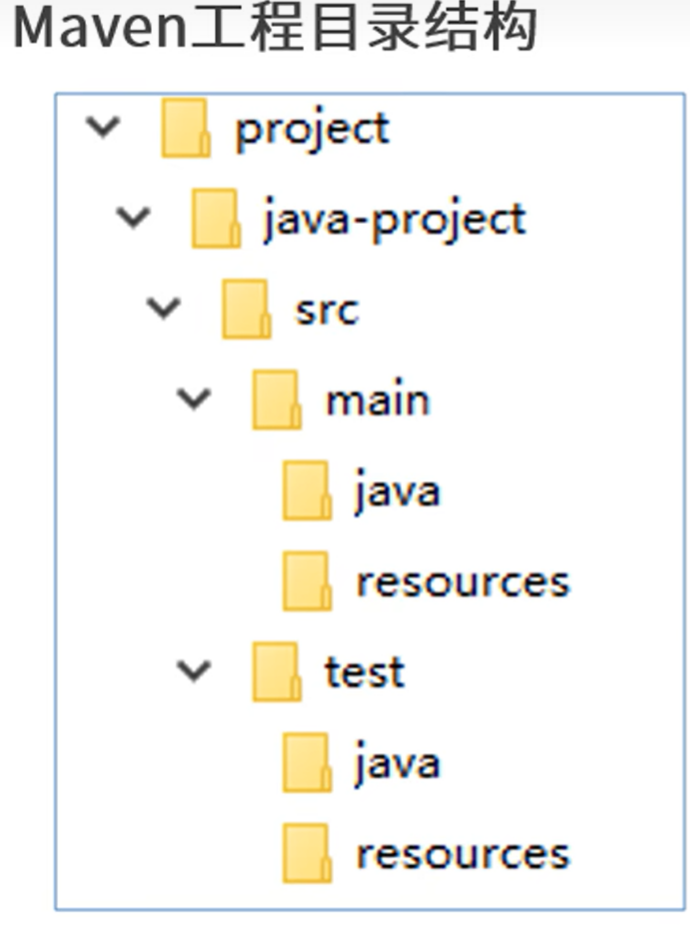 Maven工程目录结构
project
java-project
src
main
java
resources
test
java
resources